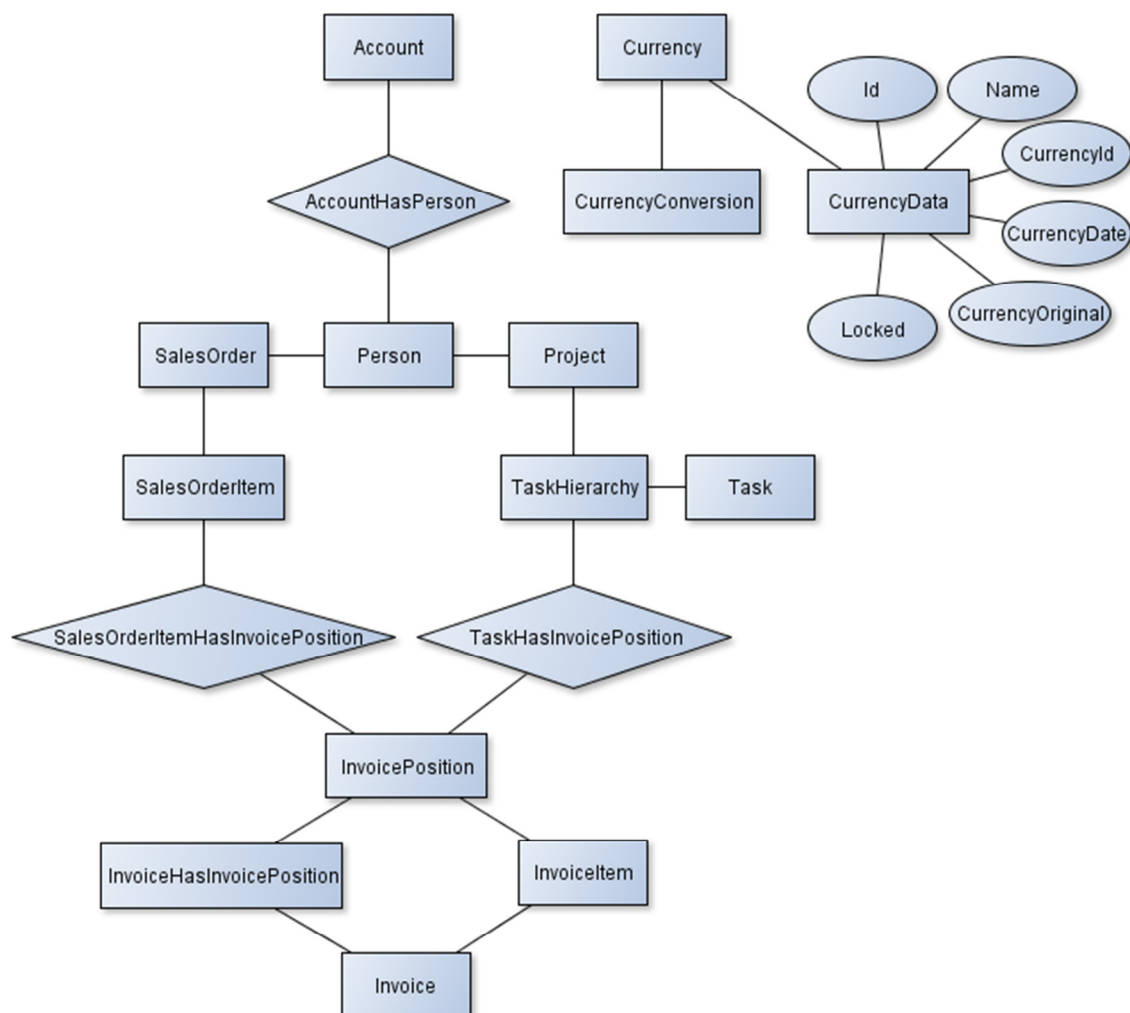 Account
Currency
Id
Name
CurrencyId
AccountHasPerson
CurrencyConversion
CurrencyData
CurrencyDate
CurrencyOriginal
Locked
SalesOrder
Person
Project
SalesOrderItem
TaskHierarchy
Task
SalesOrderItemHasInvoicePosition
TaskHasInvoicePosition
InvoicePosition
InvoiceHasInvoicePosition
InvoiceItem
Invoice